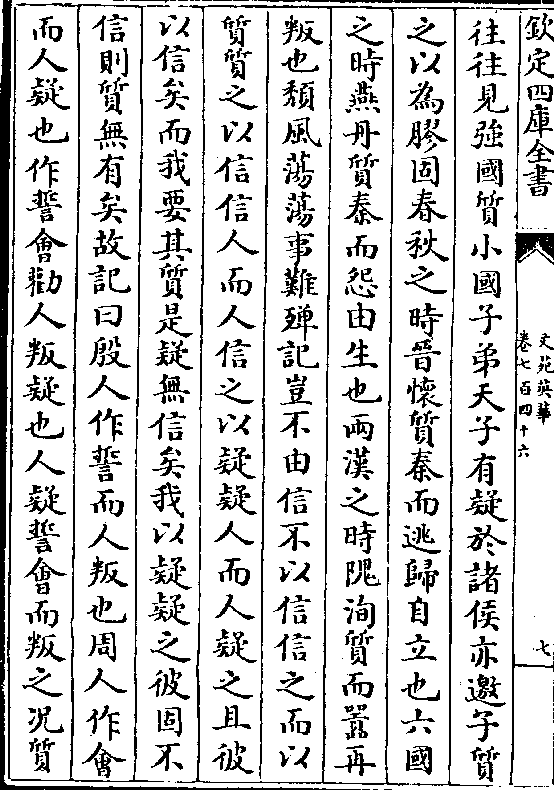 欽定四庫全書
文苑英華
卷七百四十六
七
往往見強國質小國子弟天子有疑於諸侯亦邀子質
之以為膠固春秋之時晉懷質秦而逃歸自立也六國
之時燕丹質秦而怨由生也兩漢之時隗洵質而囂再
叛也頽風蕩蕩事難殫記豈不由信不以信信之而以
質質之以信信人而人信之以疑疑人而人疑之且彼
以信矣而我要其質是疑無信矣我以疑疑之彼固不
信則質無有矣故記曰殷人作誓而人叛也周人作會
而人疑也作誓會勸人叛疑也人疑誓會而叛之况質